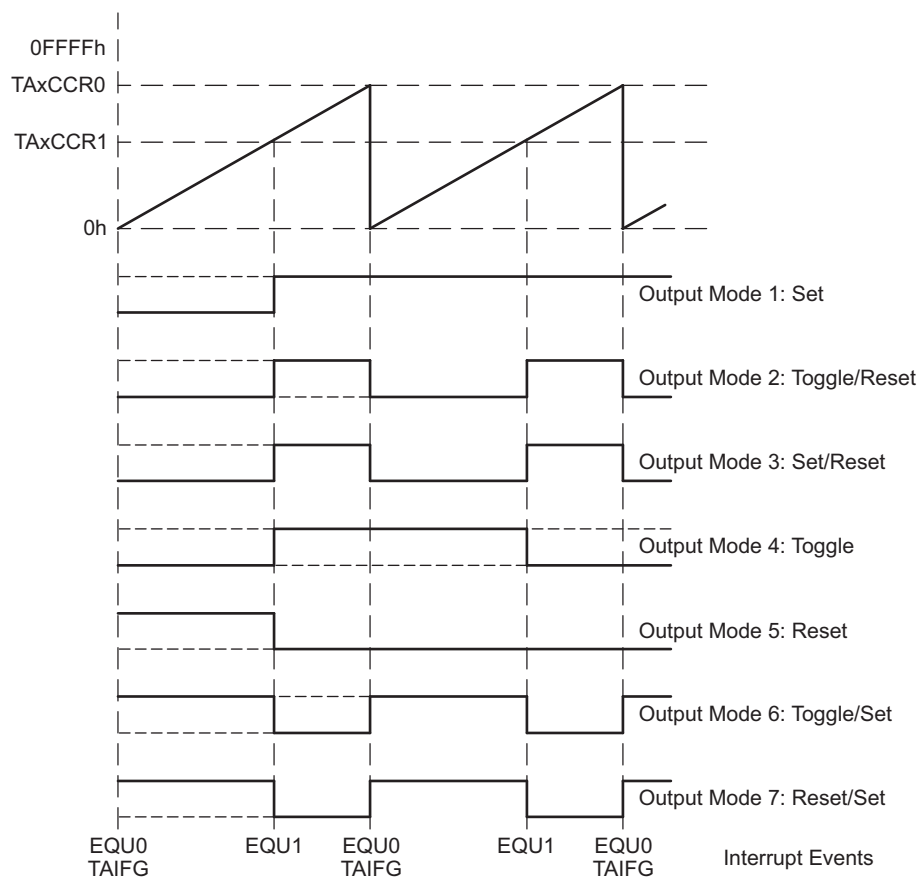 0FFFFh
TAxCCR0
TAxCCR1
0h
Output Mode 1: Set
Output Mode 2: Toggle/Reset
Output Mode 3: Set/Reset
Output Mode 4: Toggle
Output Mode 5: Reset
Output Mode 6: Toggle/Set
Output Mode 7: Reset/Set
EQU0 EQU1 EQU0 EQU1 EQU0 Interrupt Events
TAIFG TAIFG TAIFG